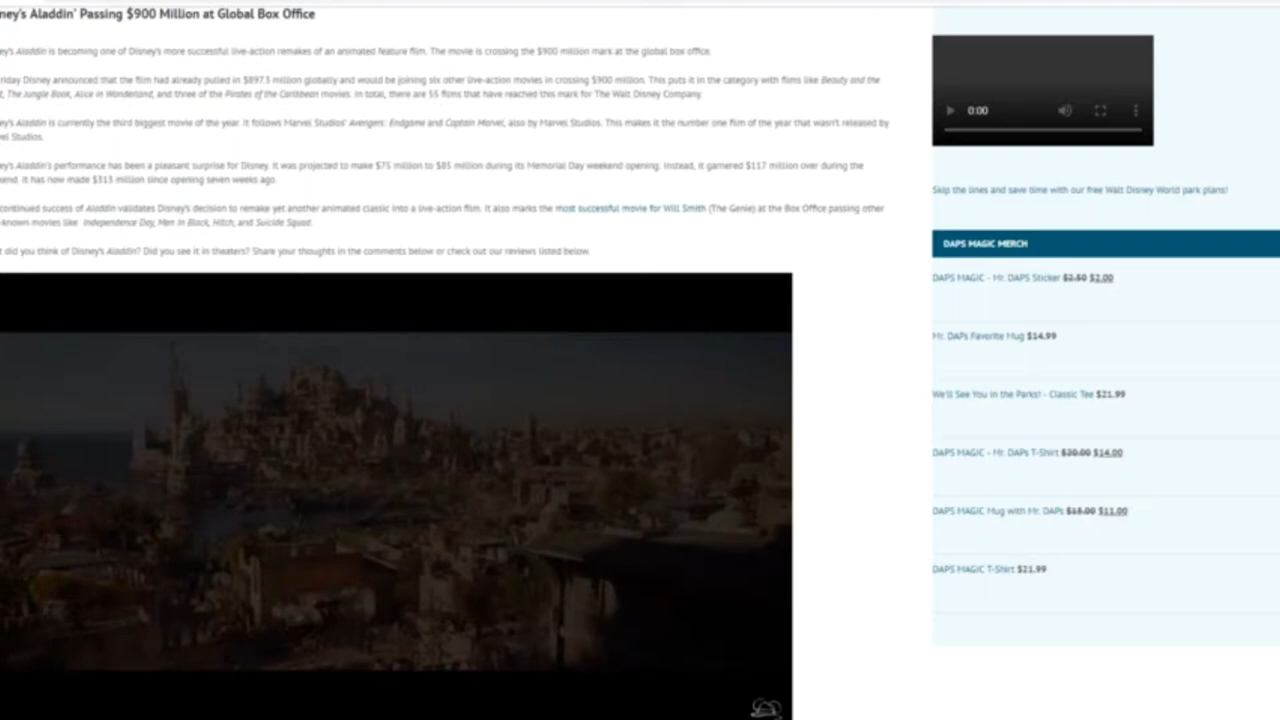 ney's Aladdin' Passing $900 Million at Global Box Office
ey's Aladdin is becoming one of Disney's more successful live-action remakes of an animated feature film. The movie is crossing the $900 million mark at the global box office.
riday Disney announced that the film had already pulled in $897.3 million globally and would be joining six other live-action movies in crossing $900 million. This puts it in the category with films like Beauty and the
t, The Jungle Book, Alice in Wonderland, and three of the Pirates of the Caribbean movies. In total, there are 55 films that have reached this mark for The Walt Disney Company.
ey's Aladdin is currently the third biggest movie of the year. It follows Marvel Studios' Avengers: Endgame and Captain Marvel, also by Marvel Studios. This makes it the number one film of the year that wasn't released by
el Studios.
ey's Aladdin's performance has been a pleasant surprise for Disney. It was projected to make $75 million to $85 million during its Memorial Day weekend opening. Instead, it garnered $117 million over during the
end. It has now made $313 million since opening seven weeks ago.
continued success of Aladdin validates Disney's decision to remake yet another animated classic into a live-action film. It also marks the most successful movie for Will Smith (The Genie) at the Box Office passing other
-known movies like Independence Day, Men In Black, Hitch, and Suicide Squad.
t did you think of Disney's Aladdin? Did you see it in theaters? Share your thoughts in the comments below or check out our reviews listed below.
0:00
Skip the lines and save time with our free Walt Disney World park plans!
DAPS MAGIC MERCH
DAPS MAGIC - Mr. DAPS Sticker $2.50 $2.00
Mr. DAPs Favorite Mug $14.99
We'll See You in the Parks! - Classic Tee $21.99
DAPS MAGIC - Mr. DAPs T-Shirt $20.00 $14.00
DAPS MAGIC Mug with Mr. DAPs $15.00 $11.00
DAPS MAGIC T-Shirt $21.99